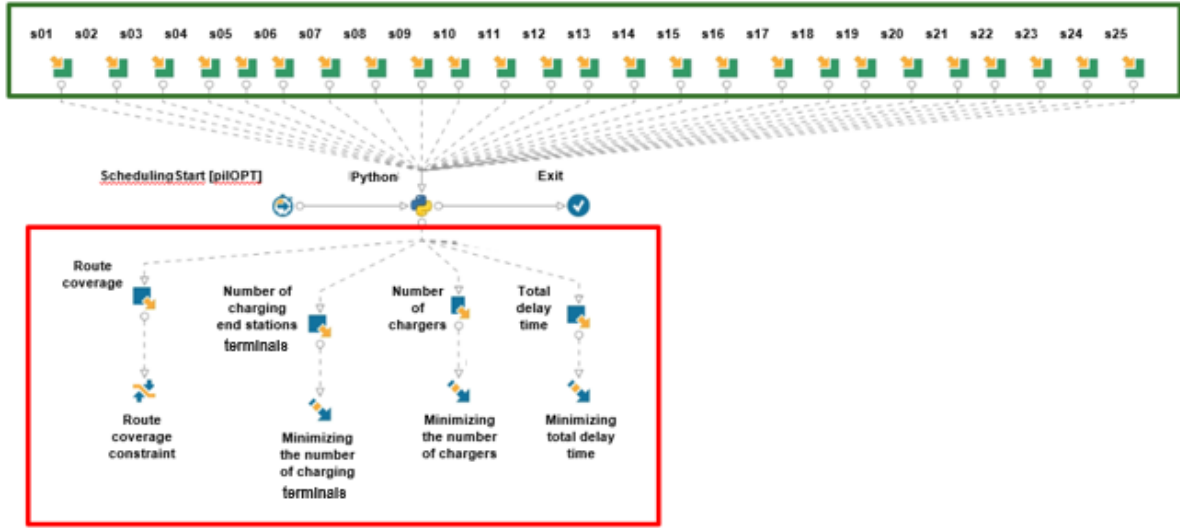 s01 s02 s03 s04 s05 s06 s07 s08 s09 s10 s11 s12 s13 s14 s15 s16 s17 s18 s19 s20 s21 s22 s23 s24 s25
SchedulingStart [pilOPT]
Python
Exit
Route
coverage
Number of
charging
end stations
terminals
Number
of
chargers
Total
delay
time
Route
coverage
constraint
Minimizing
the number
of charging
terminals
Minimizing
the number
of chargers
Minimizing
total delay
time